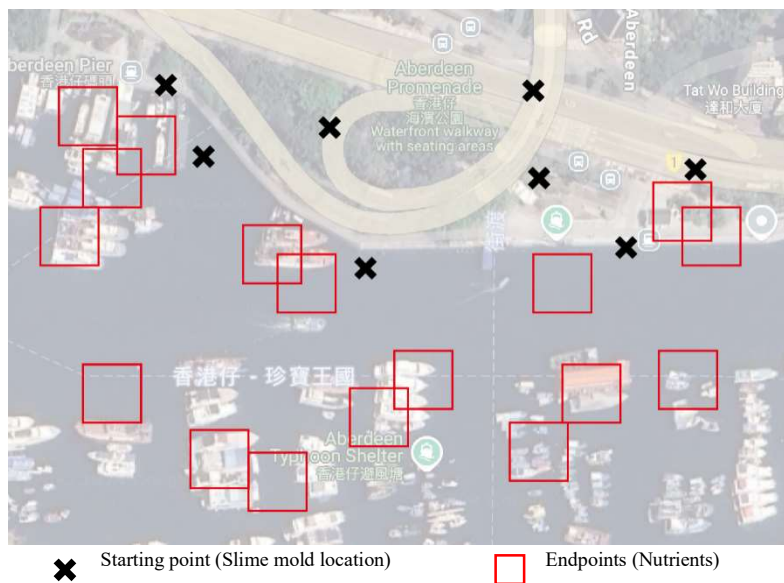 Rd
Aberdeen
berdeen Pier
香港仔碼頭
Aberdeen
Promenade
香港仔
海濱公園
Waterfront walkway
with seating areas
Tat Wo Building
達和大廈
1
香港仔 - 珍寶王國
Aberdeen
Typhoon Shelter
香港仔避風塘
Starting point (Slime mold location)
Endpoints (Nutrients)